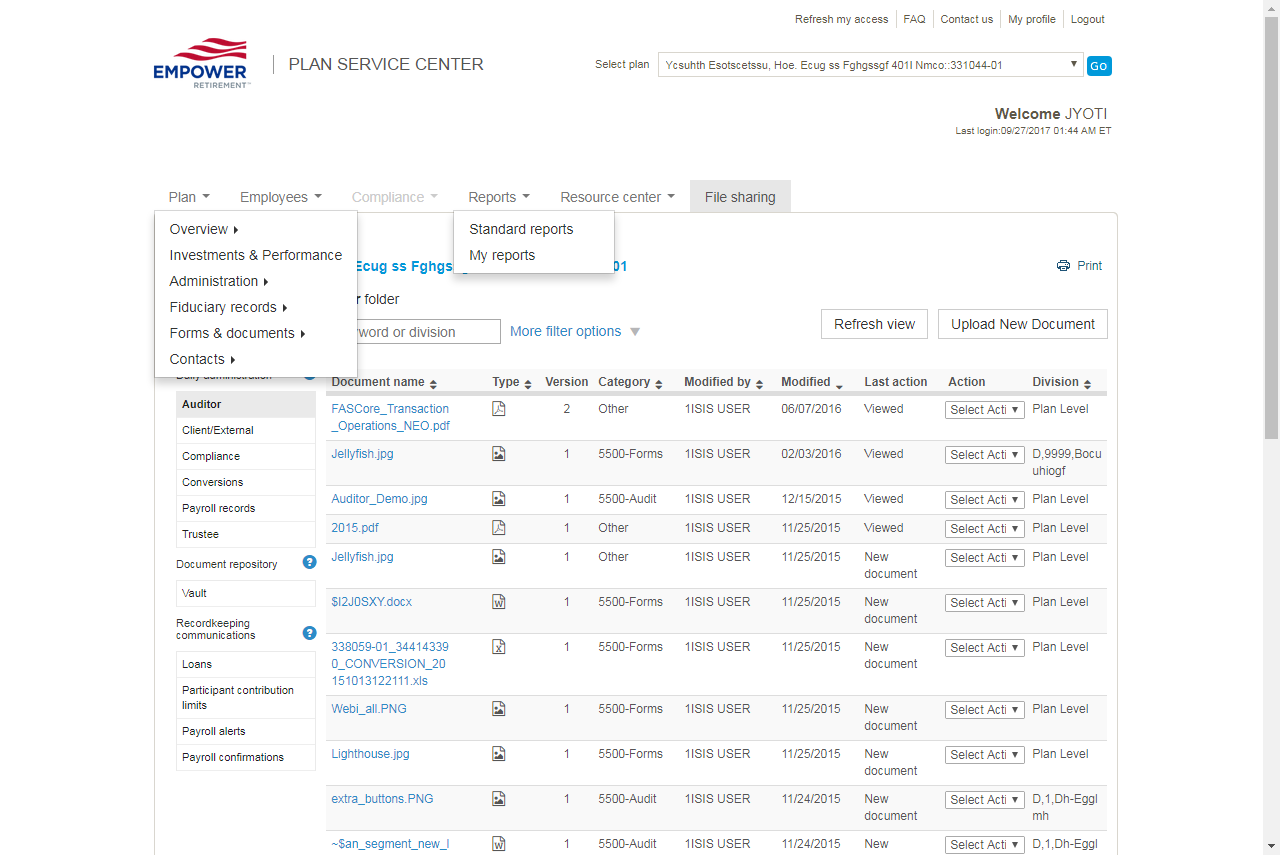 Refresh my access FAQ Contact us My profile Logout
EMPOWER
RETIREMENT™
PLAN SERVICE CENTER
Select plan Ycsuhth Esotscetssu, Hoe. Ecug ss Fghgssgf 401l Nmco::331044-01 Go
Welcome JYOTI
Last login:09/27/2017 01:44 AM ET
Plan Employees Compliance Reports Resource center File sharing
Overview
Investments & Performance
Administration
Fiduciary records
Forms & documents
Contacts
Standard reports
My reports
Ecug ss Fghgs 01 Print
folder
word or division More filter options Refresh view Upload New Document
Daily administration
Auditor
Client/External
Compliance
Conversions
Payroll records
Trustee
Document repository ?
Vault
Recordkeeping
communications ?
Loans
Participant contribution
limits
Payroll alerts
Payroll confirmations
Document name Type Version Category Modified by Modified Last action Action Division
FASCore_Transaction 2 Other 1ISIS USER 06/07/2016 Viewed Select Acti Plan Level
_Operations_NEO.pdf
Jellyfish.jpg 1 5500-Forms 1ISIS USER 02/03/2016 Viewed Select Acti D,9999,Bocu
uhiogf
Auditor_Demo.jpg 1 5500-Audit 1ISIS USER 12/15/2015 Viewed Select Acti Plan Level
2015.pdf 1 Other 1ISIS USER 11/25/2015 Viewed Select Acti Plan Level
Jellyfish.jpg 1 Other 1ISIS USER 11/25/2015 New Select Acti Plan Level
document
$I2J0SXY.docx 1 5500-Forms 1ISIS USER 11/25/2015 New Select Acti Plan Level
document
338059-01_34414339 1 5500-Forms 1ISIS USER 11/25/2015 New Select Acti Plan Level
0_CONVERSION_20 document
151013122111.xls
Webi_all.PNG 1 5500-Forms 1ISIS USER 11/25/2015 New Select Acti Plan Level
document
Lighthouse.jpg 1 5500-Forms 1ISIS USER 11/25/2015 New Select Acti Plan Level
document
extra_buttons.PNG 1 5500-Audit 1ISIS USER 11/24/2015 New Select Acti D,1,Dh-Eggl
document mh
~$an_segment_new_l 1 5500-Audit 1ISIS USER 11/24/2015 New Select Acti D,1,Dh-Eggl